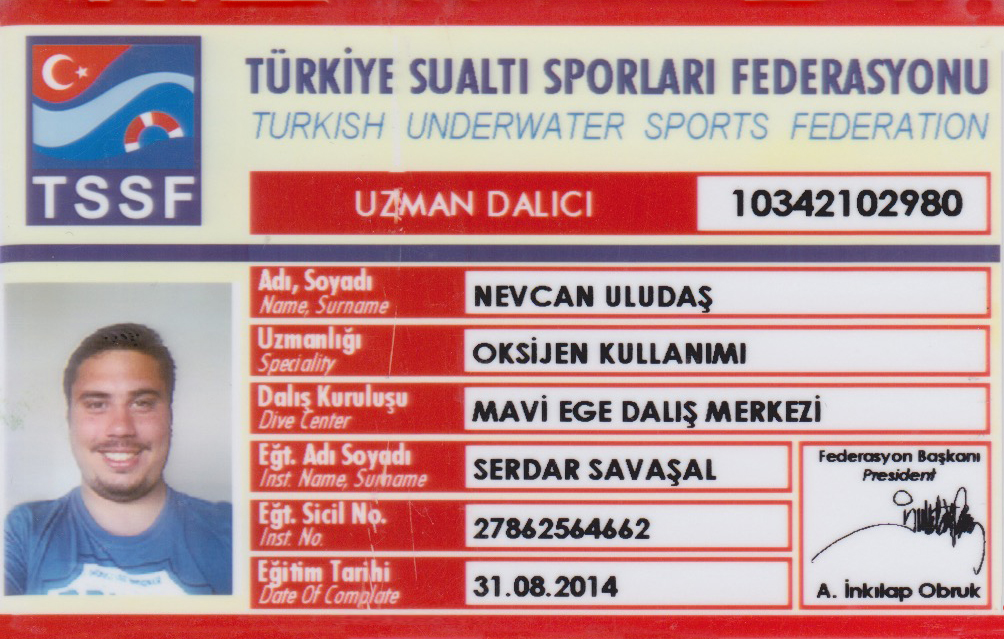 TSSF
TÜRKİYE SUALTI SPORLARI FEDERASYONU
TURKISH UNDERWATER SPORTS FEDERATION
UZMAN DALICI 10342102980
Adı, Soyadı
Name, Surname
NEVCAN ULUDAŞ
Uzmanlığı
Speciality
OKSİJEN KULLANIMI
Dalış Kuruluşu
Dive Center
MAVİ EGE DALIŞ MERKEZİ
Eğt. Adı Soyadı
Inst. Name, Surname
SERDAR SAVAŞAL
Eğt. Sicil No.
Inst. No.
27862564662
Eğitim Tarihi
Date Of Complate
31.08.2014
Federasyon Başkanı
President
A. İnkılap Obruk